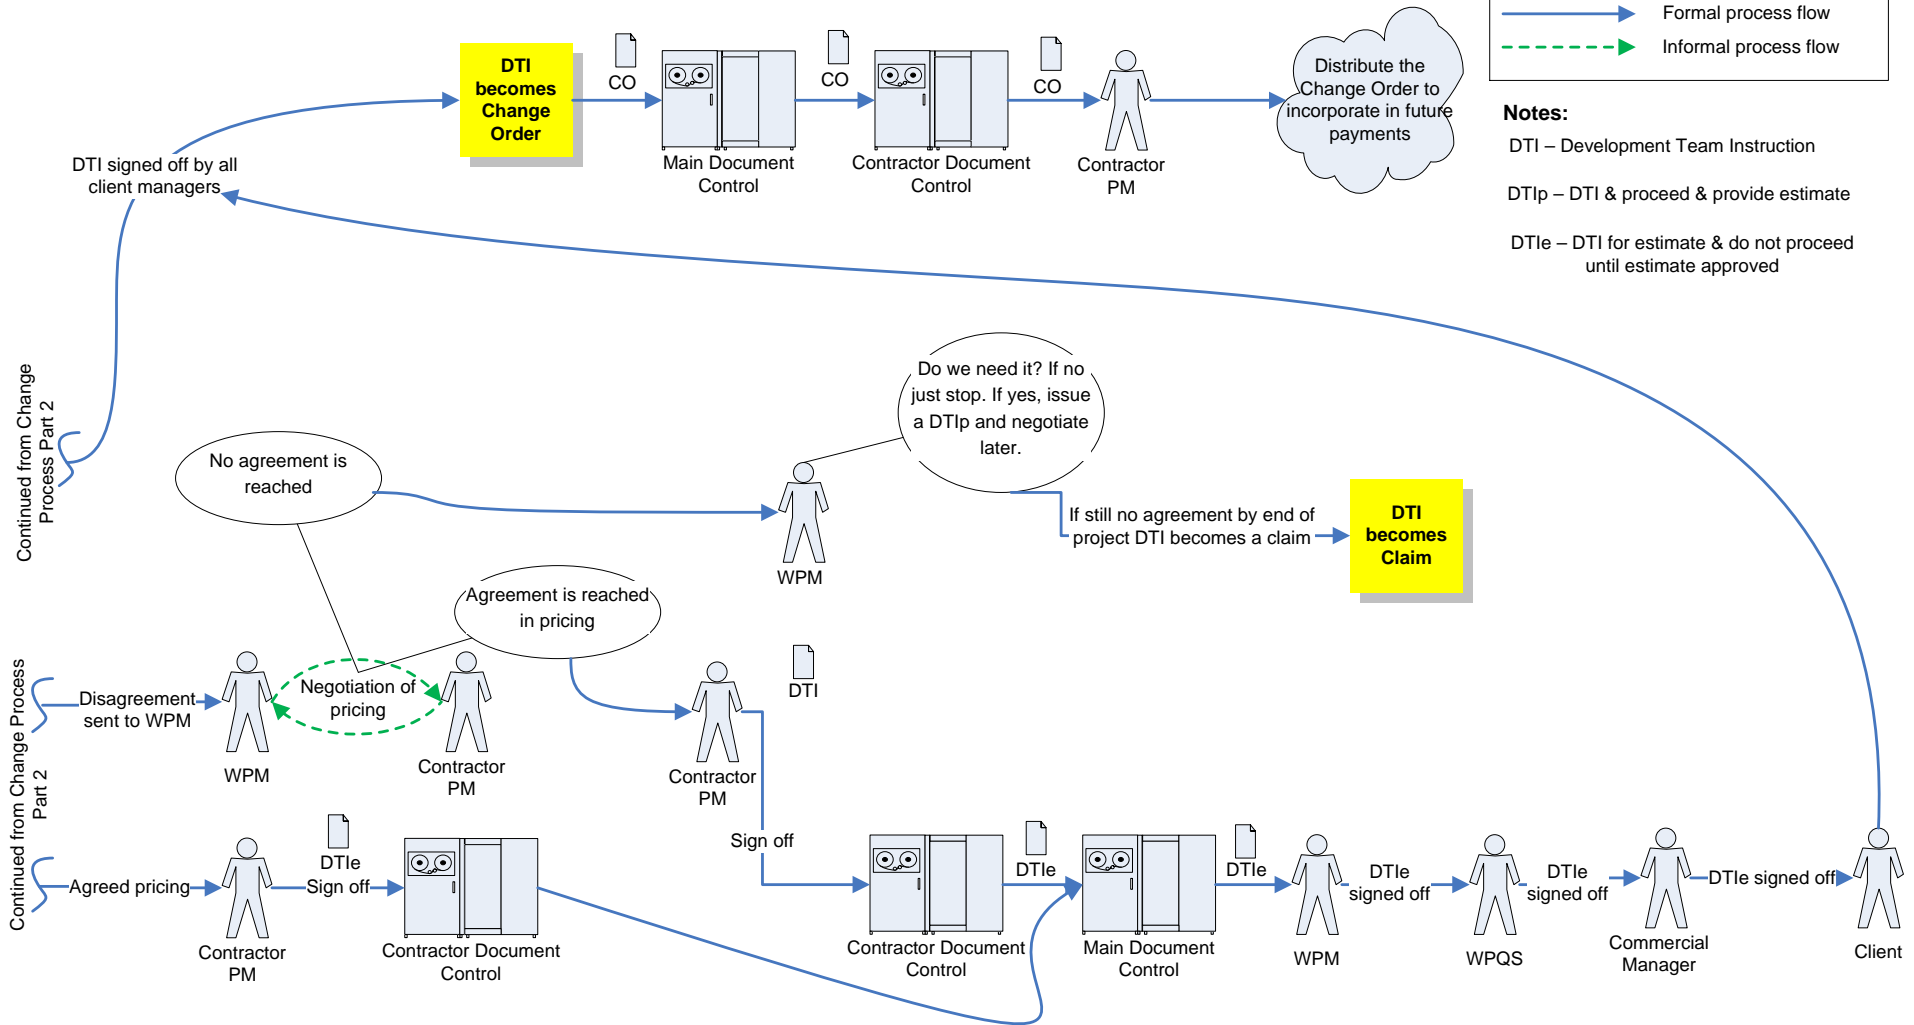 Formal process flow
Informal process flow
Notes:
DTI – Development Team Instruction
DTIp – DTI & proceed & provide estimate
DTIe – DTI for estimate & do not proceed
until estimate approved
DTI
becomes
Change
Order
CO
Main Document
Control
CO
Contractor Document
Control
CO
Contractor
PM
Distribute the
Change Order to
incorporate in future
payments
DTI signed off by all
client managers
Continued from Change
Process Part 2
No agreement is
reached
Do we need it? If no
just stop. If yes, issue
a DTIp and negotiate
later.
WPM
If still no agreement by end of
project DTI becomes a claim
DTI
becomes
Claim
Agreement is reached
in pricing
Continued from Change Process
Part 2
Disagreement
sent to WPM
WPM
Negotiation of
pricing
Contractor
PM
Contractor
PM
DTI
Sign off
Agreed pricing
Contractor
PM
DTIe
Sign off
Contractor Document
Control
Contractor Document
Control
DTIe
Main Document
Control
DTIe
WPM
DTIe
signed off
WPQS
DTIe
signed off
Commercial
Manager
DTIe signed off
Client